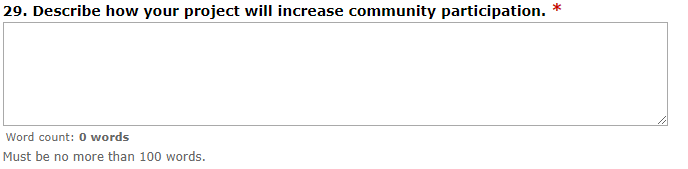 29. Describe how your project will increase community participation. *
Word count: 0 words
Must be no more than 100 words.